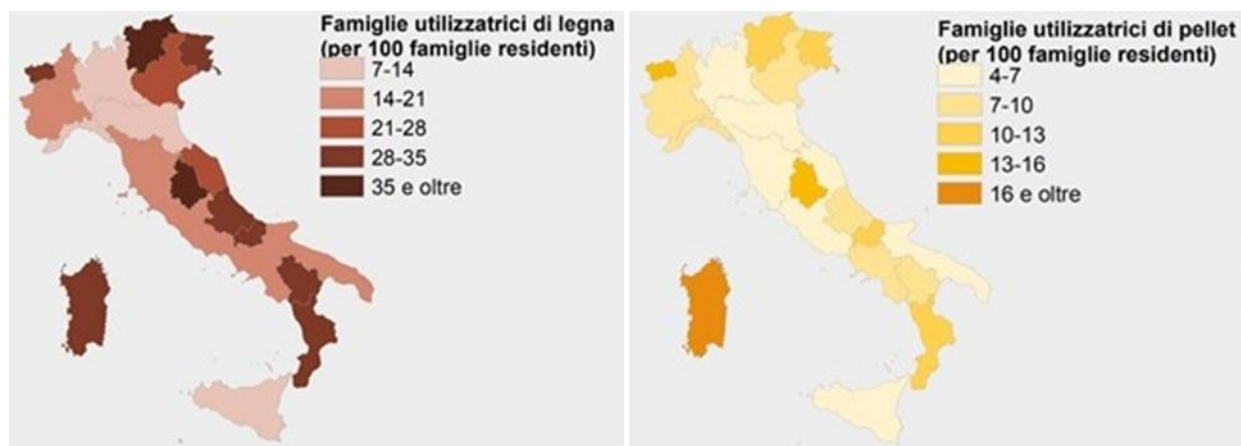 Famiglie utilizzatrici di legna
(per 100 famiglie residenti)
7-14
14-21
21-28
28-35
35 e oltre
Famiglie utilizzatrici di pellet
(per 100 famiglie residenti)
4-7
7-10
10-13
13-16
16 e oltre